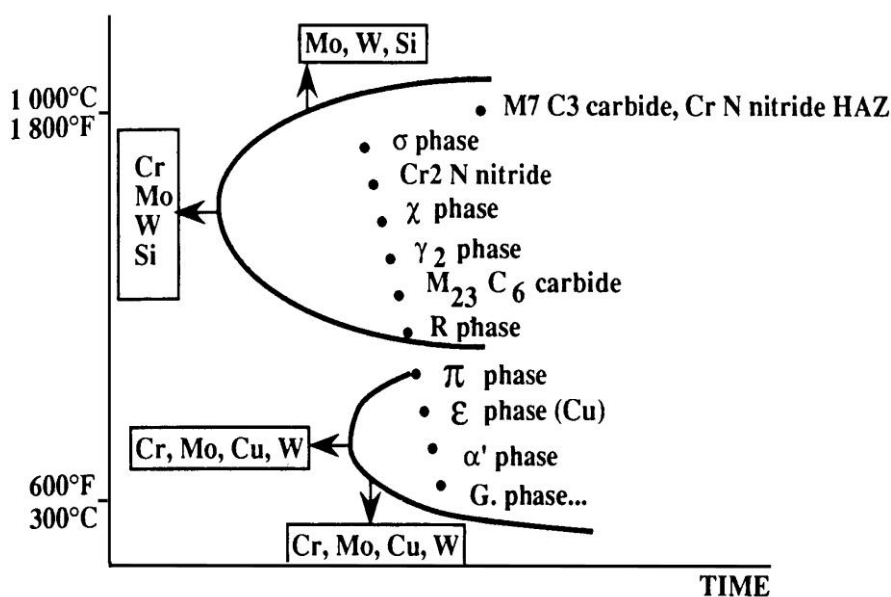 Mo, W, Si
1 000°C
1 800°F
M7 C3 carbide, Cr N nitride HAZ
σ phase
Cr2 N nitride
χ phase
γ2 phase
M23 C6 carbide
R phase
Cr
Mo
W
Si
π phase
ε phase (Cu)
α' phase
G. phase...
Cr, Mo, Cu, W
600°F
300°C
Cr, Mo, Cu, W
TIME